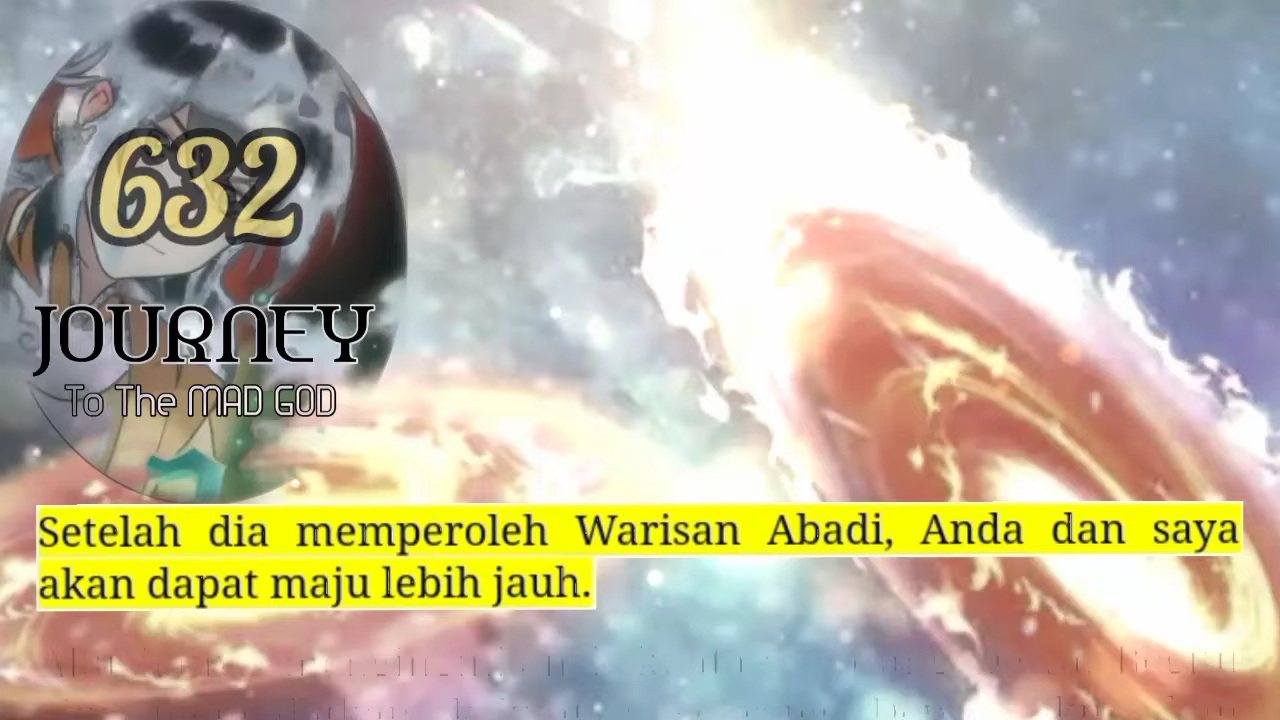 632
JOURNEY
To The MAD GOD
Setelah dia memperoleh Warisan Abadi, Anda dan saya
akan dapat maju lebih jauh.